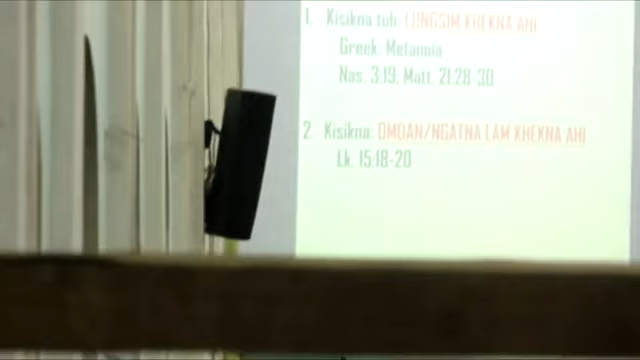 1. Kisikna tuh: LUNGSIM KHEKNA AHI
Greek: Metanoia
Nas. 3:19, Matt. 21:28-30
2. Kisikna: OMDAN/NGATNA LAM KHEKNA AHI
Lk. 15:18-20